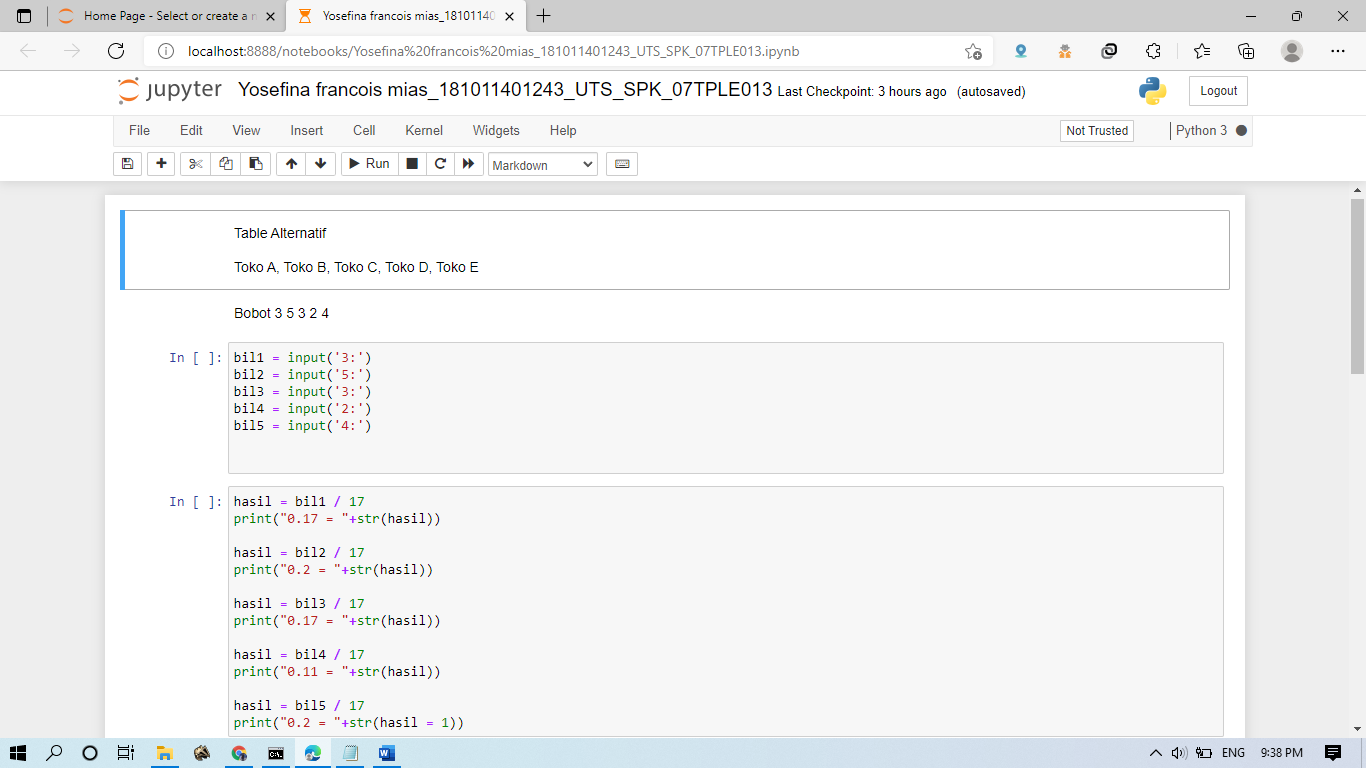 Home Page - Select or create a n
Yosefina francois mias_18101140
localhost:8888/notebooks/Yosefina%20francois%20mias_181011401243_UTS_SPK_07TPLE013.ipynb
jupyter Yosefina francois mias_181011401243_UTS_SPK_07TPLE013 Last Checkpoint: 3 hours ago (autosaved)
Logout
File Edit View Insert Cell Kernel Widgets Help
Not Trusted
Python 3
Run
Markdown
Table Alternatif
Toko A, Toko B, Toko C, Toko D, Toko E
Bobot 3 5 3 2 4
In [ ]: bil1 = input('3:')
bil2 = input('5:')
bil3 = input('3:')
bil4 = input('2:')
bil5 = input('4:')
In [ ]: hasil = bil1 / 17
print("0.17 = "+str(hasil))
hasil = bil2 / 17
print("0.2 = "+str(hasil))
hasil = bil3 / 17
print("0.17 = "+str(hasil))
hasil = bil4 / 17
print("0.11 = "+str(hasil))
hasil = bil5 / 17
print("0.2 = "+str(hasil = 1))
ENG 9:38 PM